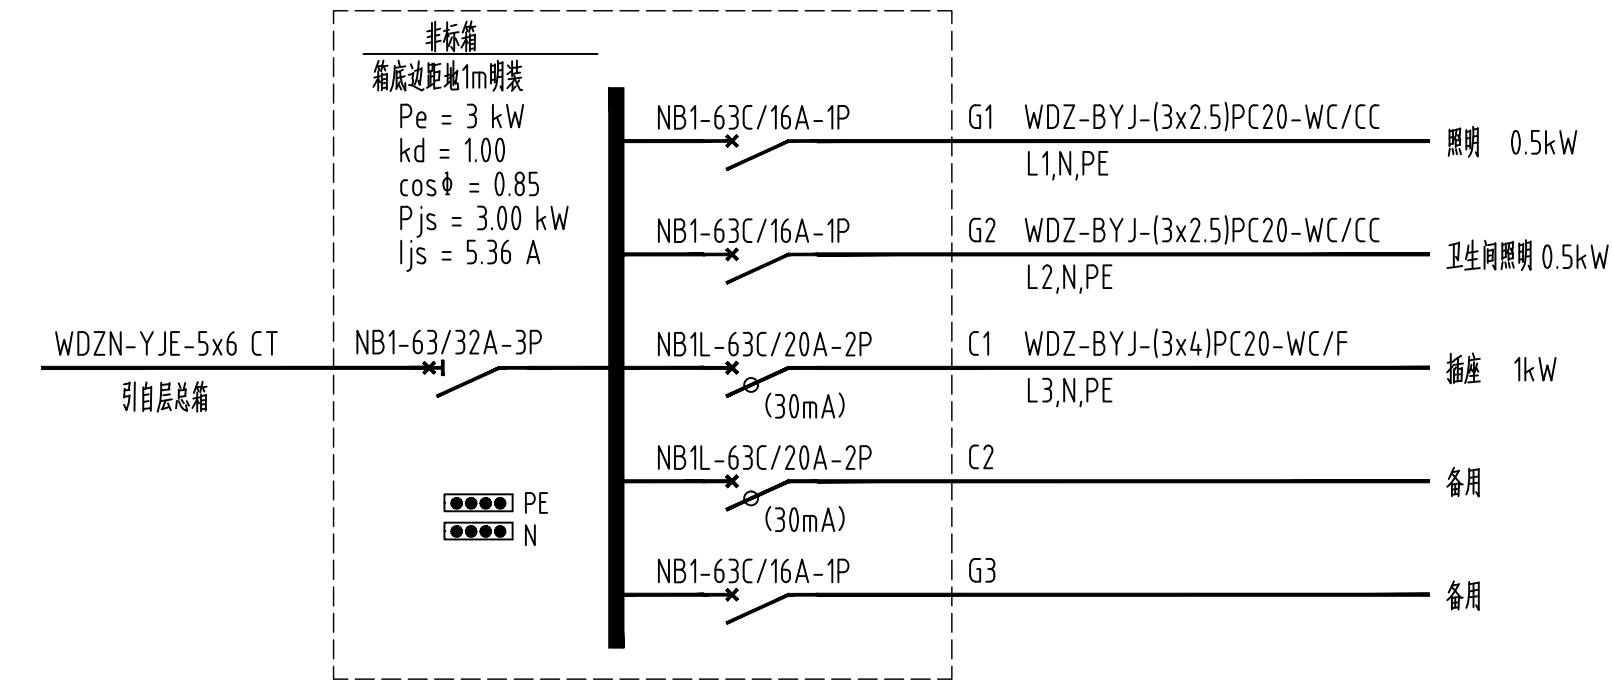 非标箱
箱底边距地1m明装
Pe = 3 kW
kd = 1.00
cosΦ = 0.85
Pjs = 3.00 kW
Ijs = 5.36 A
WDZN-YJE-5x6 CT
引自层总箱
NB1-63/32A-3P
PE
N
NB1-63C/16A-1P G1 WDZ-BYJ-(3x2.5)PC20-WC/CC
L1,N,PE
照明 0.5kW
NB1-63C/16A-1P G2 WDZ-BYJ-(3x2.5)PC20-WC/CC
L2,N,PE
卫生间照明 0.5kW
NB1L-63C/20A-2P C1 WDZ-BYJ-(3x4)PC20-WC/F
(30mA) L3,N,PE
插座 1kW
NB1L-63C/20A-2P C2
(30mA)
备用
NB1-63C/16A-1P G3
备用